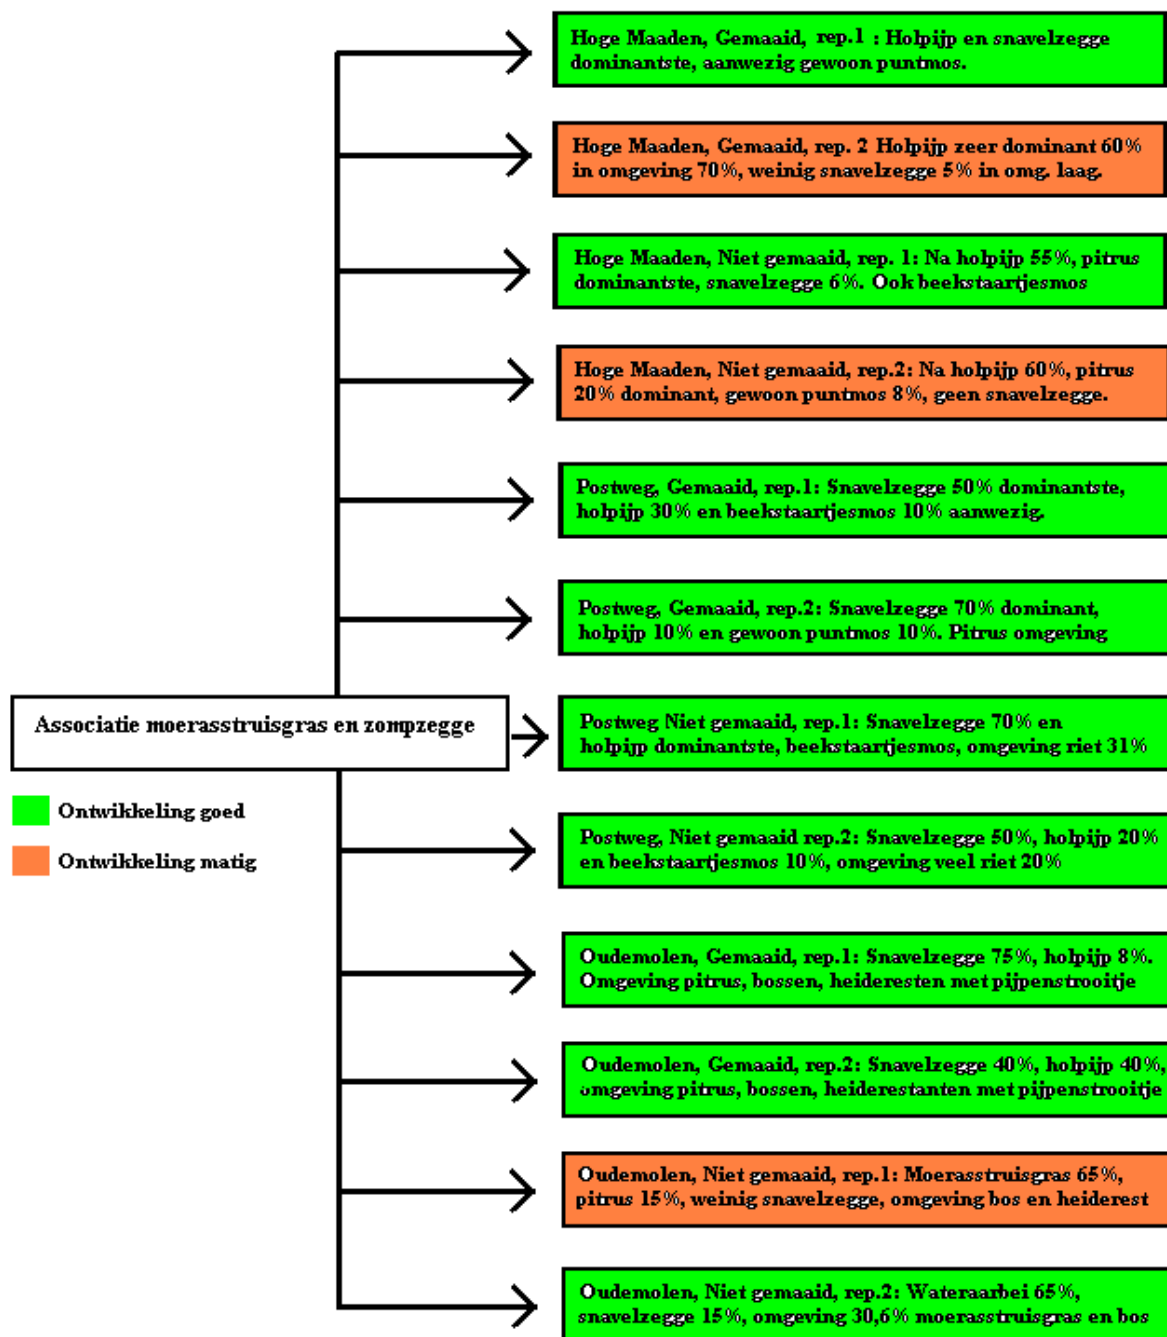 Hoge Maaden, Gemaaid, rep.1 : Holpijp en snavelzegge
dominantste, aanwezig gewoon puntmos.
Hoge Maaden, Gemaaid, rep. 2 Holpijp zeer dominant 60%
in omgeving 70%, weinig snavelzegge 5% in omg. laag.
Hoge Maaden, Niet gemaaid, rep. 1: Na holpijp 55%, pitrus
dominantste, snavelzegge 6%. Ook beekstaartjesmos
Hoge Maaden, Niet gemaaid, rep.2: Na holpijp 60%, pitrus
20% dominant, gewoon puntmos 8%, geen snavelzegge.
Postweg, Gemaaid, rep.1: Snavelzegge 50% dominantste,
holpijp 30% en beekstaartjesmos 10% aanwezig.
Postweg, Gemaaid, rep.2: Snavelzegge 70% dominant,
holpijp 10% en gewoon puntmos 10%. Pitrus omgeving
Associatie moerasstruisgras en zompzegge
Postweg Niet gemaaid, rep.1: Snavelzegge 70% en
holpijp dominantste, beekstaartjesmos, omgeving riet 31%
Ontwikkeling goed
Ontwikkeling matig
Postweg, Niet gemaaid rep.2: Snavelzegge 50%, holpijp 20%
en beekstaartjesmos 10%, omgeving veel riet 20%
Oudemolen, Gemaaid, rep.1: Snavelzegge 75%, holpijp 8%.
Omgeving pitrus, bossen, heideresten met pijpenstrooitje
Oudemolen, Gemaaid, rep.2: Snavelzegge 40%, holpijp 40%,
omgeving pitrus, bossen, heiderestanten met pijpenstrooitje
Oudemolen, Niet gemaaid, rep.1: Moerasstruisgras 65%,
pitrus 15%, weinig snavelzegge, omgeving bos en heiderest
Oudemolen, Niet gemaaid, rep.2: Wateraarbei 65%,
snavelzegge 15%, omgeving 30,6% moerasstruisgras en bos